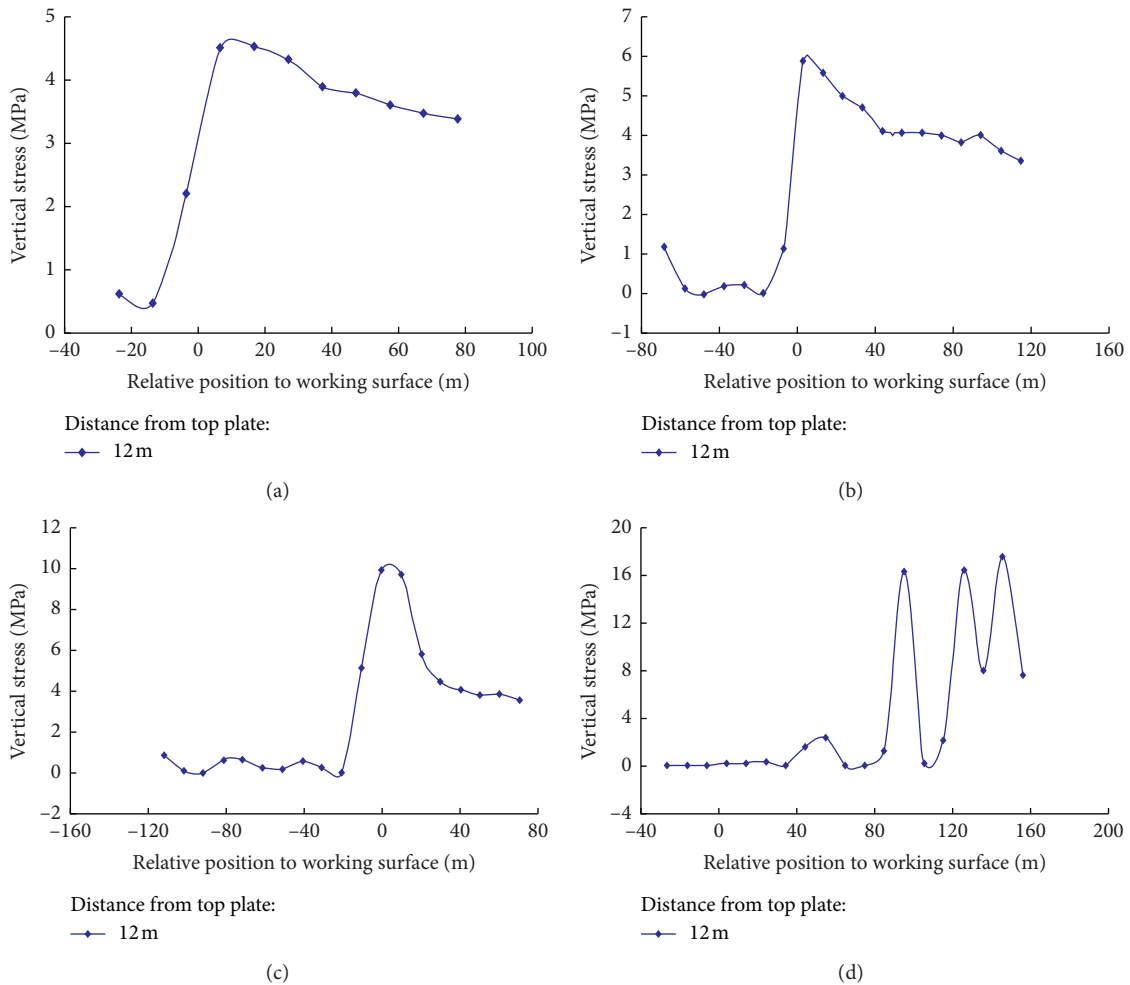 5
4
3
2
1
0
−40 −20 0 20 40 60 80 100
Vertical stress (MPa)
Relative position to working surface (m)
Distance from top plate:
12 m
(a)
7
6
5
4
3
2
1
0
−1
−80 −40 0 40 80 120 160
Vertical stress (MPa)
Relative position to working surface (m)
Distance from top plate:
12 m
(b)
12
10
8
6
4
2
0
−2
−160 −120 −80 −40 0 40 80
Vertical stress (MPa)
Relative position to working surface (m)
Distance from top plate:
12 m
(c)
20
16
12
8
4
0
−4
−40 0 40 80 120 160 200
Vertical stress (MPa)
Relative position to working surface (m)
Distance from top plate:
12 m
(d)